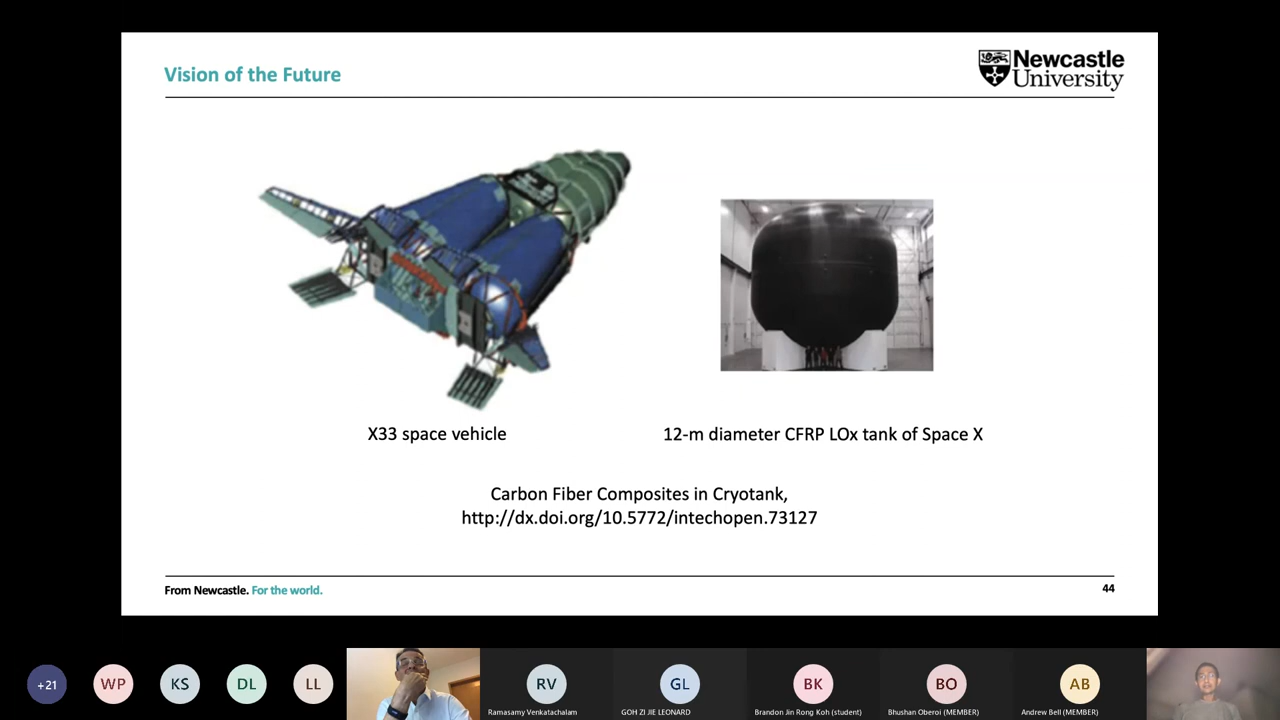 Vision of the Future
Newcastle
University
X33 space vehicle
12-m diameter CFRP LOx tank of Space X
Carbon Fiber Composites in Cryotank,
http://dx.doi.org/10.5772/intechopen.73127
From Newcastle. For the world.
44
+21
WP
KS
DL
LL
RV
GL
BK
BO
AB
Ramasamy Venkatachalam
GOH ZI JIE LEONARD
Brandon Jin Rong Koh (student)
Bhushan Oberoi (MEMBER)
Andrew Bell (MEMBER)